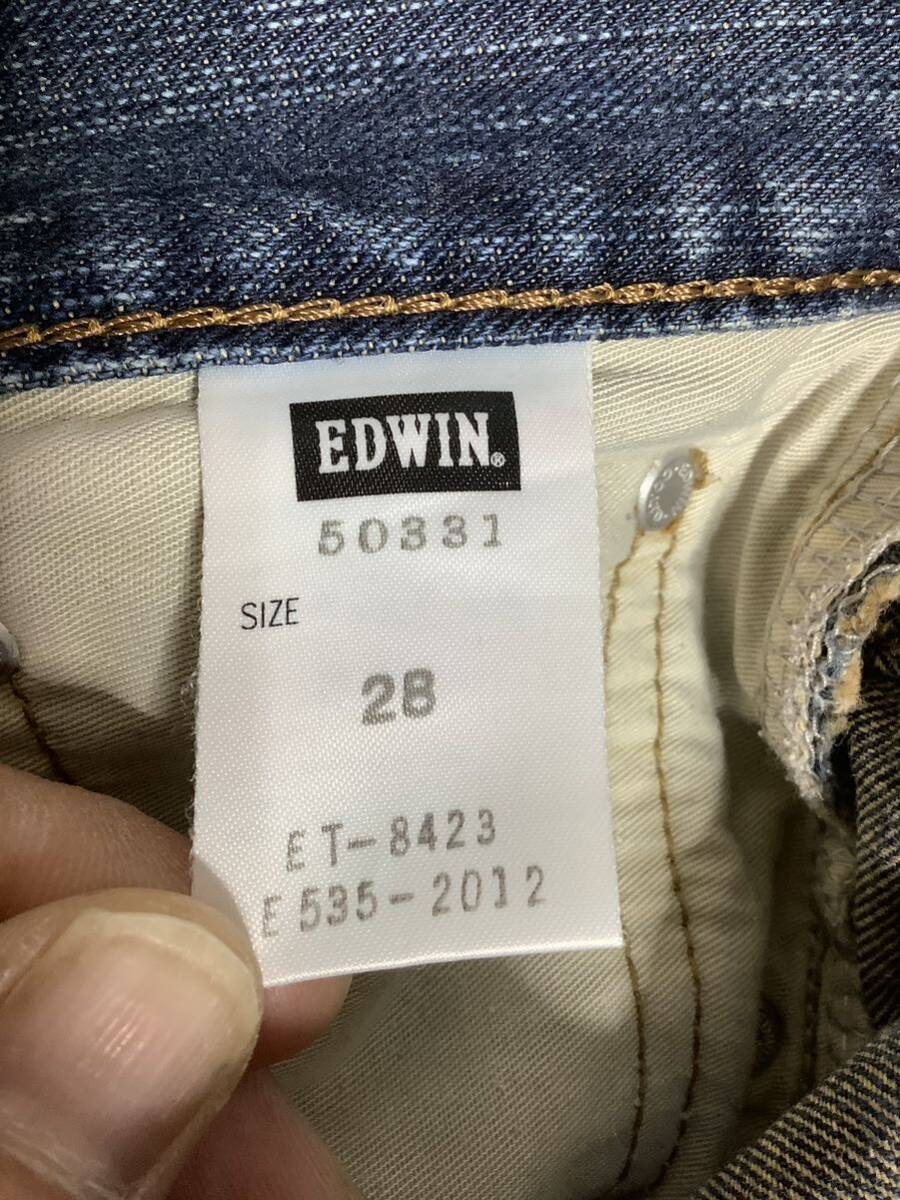 EDWIN®
50331
SIZE
28
ET-8423
E535-2012